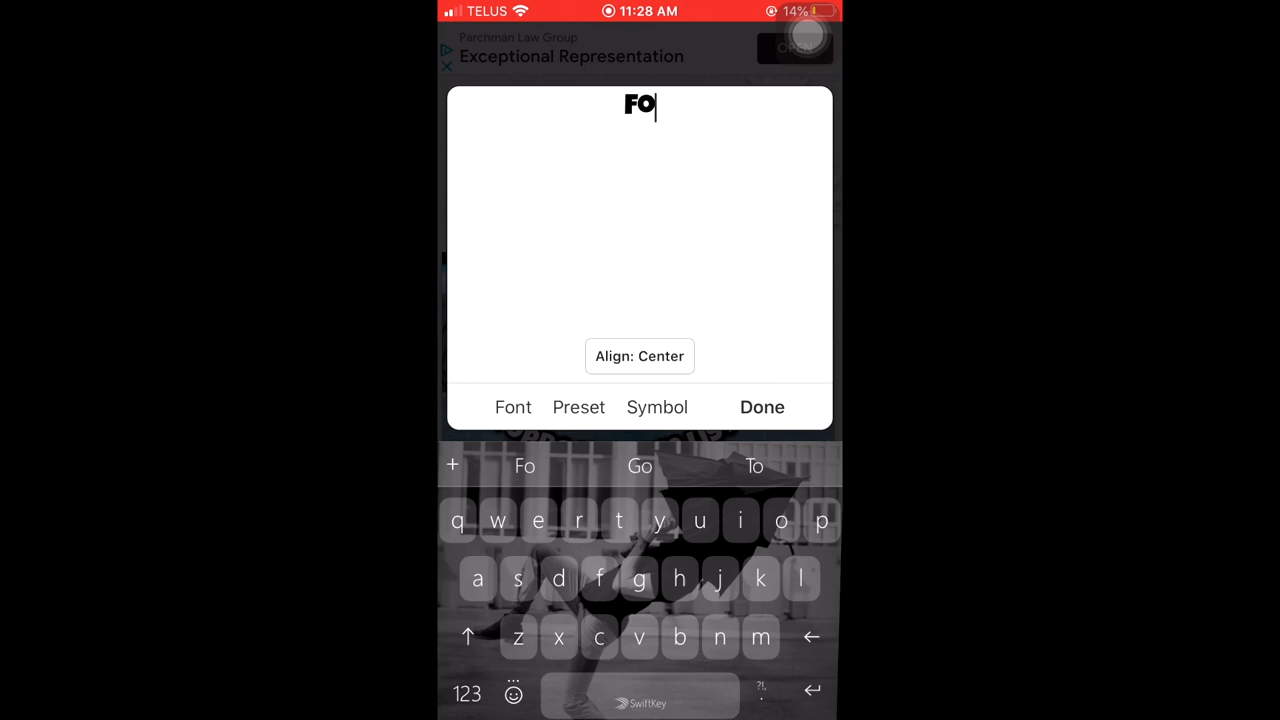 TELUS 11:28 AM 14%
Parchman Law Group
Exceptional Representation
OPEN
FO
Align: Center
Font Preset Symbol Done
+ Fo Go To
q w e r t y u i o p
a s d f g h j k l
z x c v b n m
123 SwiftKey ?!, .